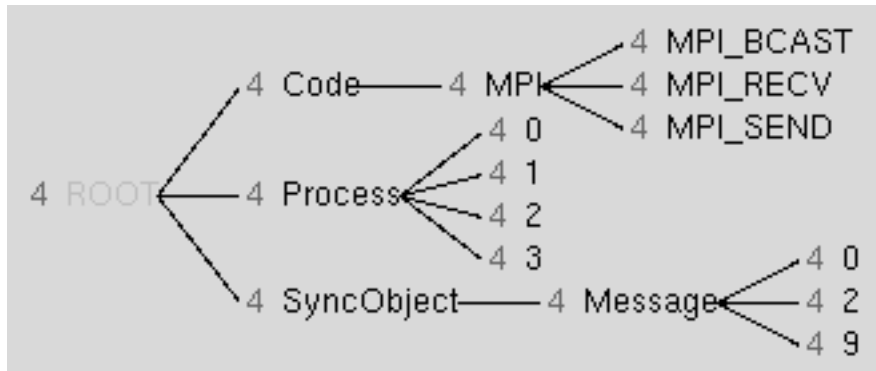 4 MPI_BCAST
4 Code 4 MPI 4 MPI_RECV
4 MPI_SEND
4 0
4 1
4 ROOT 4 Process
4 2
4 3
4 0
4 SyncObject 4 Message 4 2
4 9